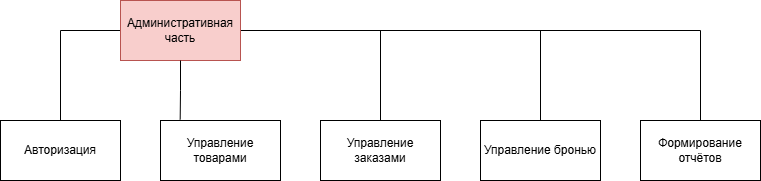 Административная
часть
Авторизация
Управление
товарами
Управление
заказами
Управление бронью
Формирование
отчётов